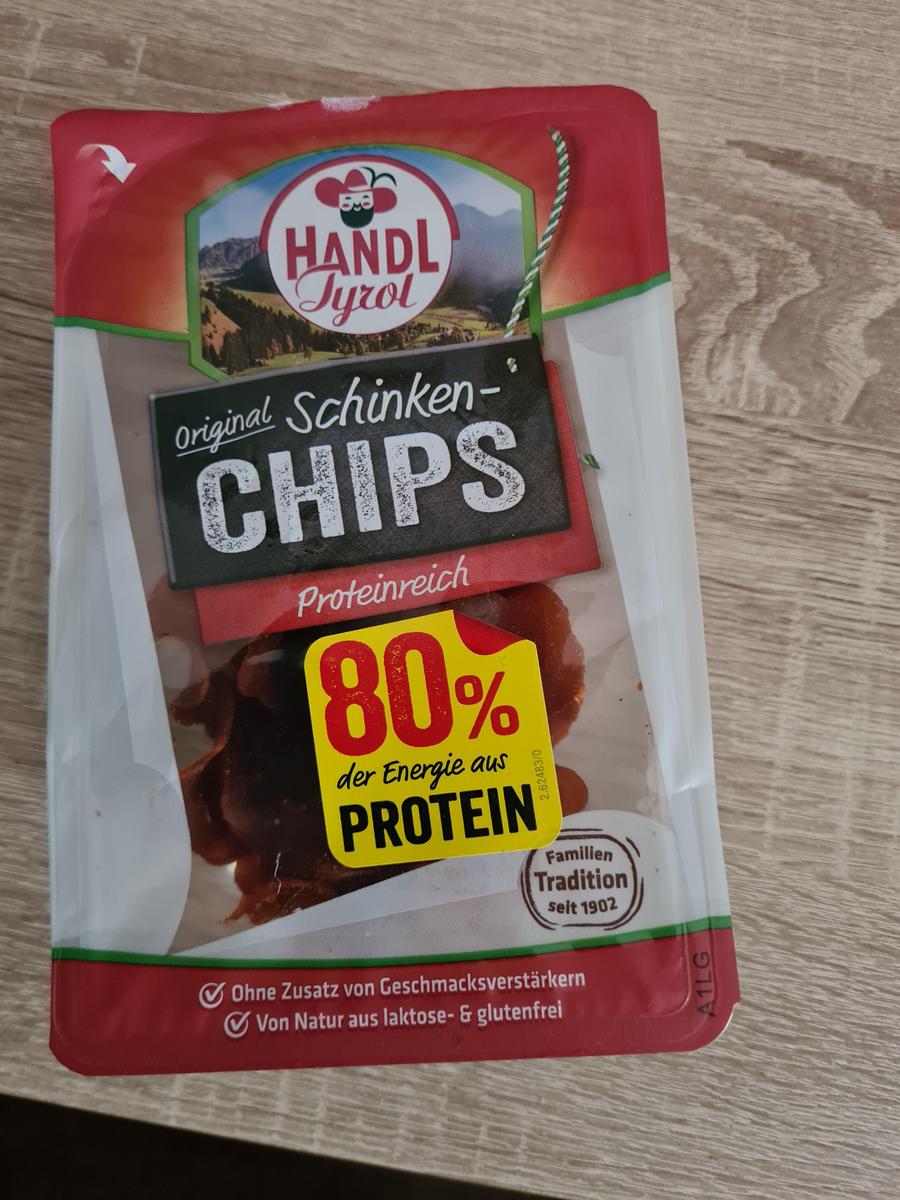 HANDL
Tyrol
Original Schinken-
CHIPS
Proteinreich
80%
der Energie aus
PROTEIN
2.62483/0
Familien
Tradition
seit 1902
Ohne Zusatz von Geschmacksverstärkern
Von Natur aus laktose- & glutenfrei
A1LG